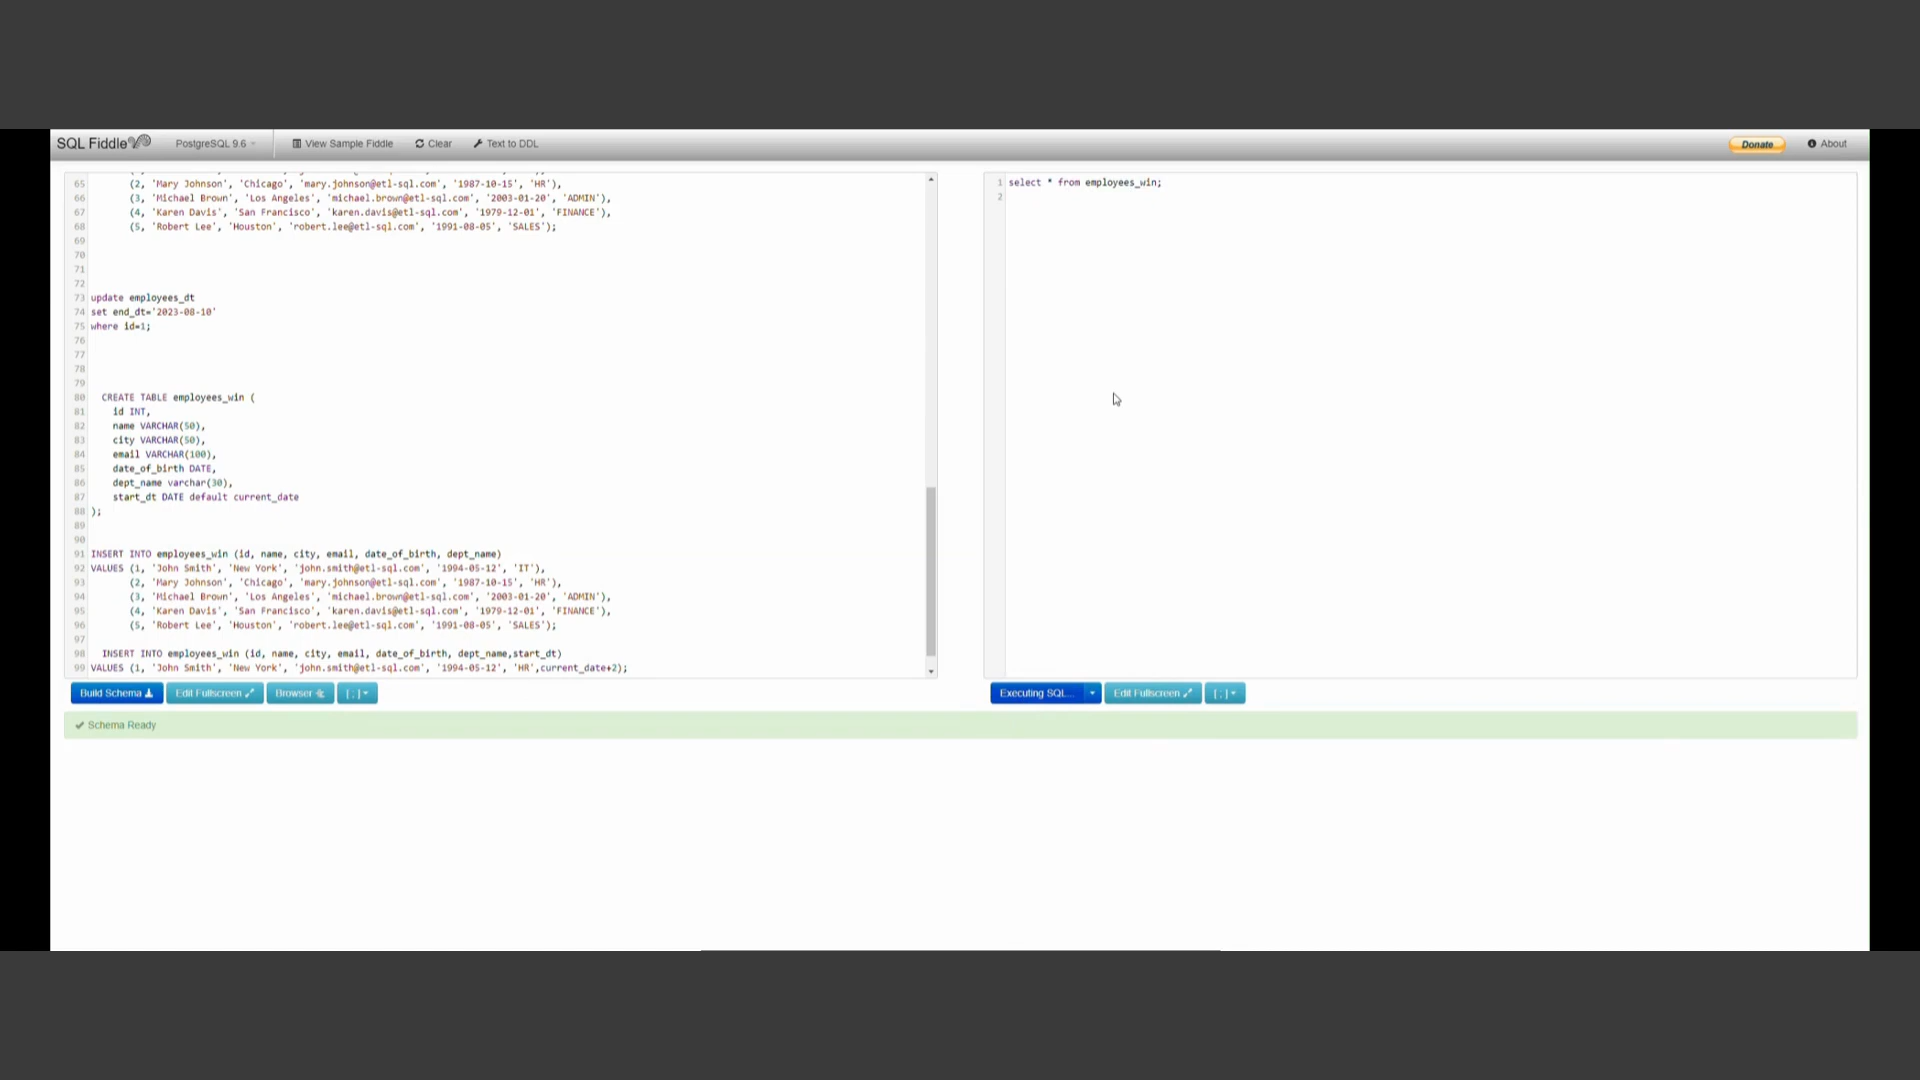 SQL Fiddle PostgreSQL 9.6 View Sample Fiddle Clear Text to DDL Donate About
65 (2, 'Mary Johnson', 'Chicago', 'mary.johnson@etl-sql.com', '1987-10-15', 'HR'),
66 (3, 'Michael Brown', 'Los Angeles', 'michael.brown@etl-sql.com', '2003-01-20', 'ADMIN'),
67 (4, 'Karen Davis', 'San Francisco', 'karen.davis@etl-sql.com', '1979-12-01', 'FINANCE'),
68 (5, 'Robert Lee', 'Houston', 'robert.lee@etl-sql.com', '1991-08-05', 'SALES');
69
70
71
72
73 update employees_dt
74 set end_dt='2023-08-10'
75 where id=1;
76
77
78
79
80 CREATE TABLE employees_win (
81 id INT,
82 name VARCHAR(50),
83 city VARCHAR(50),
84 email VARCHAR(100),
85 date_of_birth DATE,
86 dept_name varchar(30),
87 start_dt DATE default current_date
88 );
89
90
91 INSERT INTO employees_win (id, name, city, email, date_of_birth, dept_name)
92 VALUES (1, 'John Smith', 'New York', 'john.smith@etl-sql.com', '1994-05-12', 'IT'),
93 (2, 'Mary Johnson', 'Chicago', 'mary.johnson@etl-sql.com', '1987-10-15', 'HR'),
94 (3, 'Michael Brown', 'Los Angeles', 'michael.brown@etl-sql.com', '2003-01-20', 'ADMIN'),
95 (4, 'Karen Davis', 'San Francisco', 'karen.davis@etl-sql.com', '1979-12-01', 'FINANCE'),
96 (5, 'Robert Lee', 'Houston', 'robert.lee@etl-sql.com', '1991-08-05', 'SALES');
97
98 INSERT INTO employees_win (id, name, city, email, date_of_birth, dept_name,start_dt)
99 VALUES (1, 'John Smith', 'New York', 'john.smith@etl-sql.com', '1994-05-12', 'HR',current_date+2);
1 select * from employees_win;
2
Build Schema Edit Fullscreen Browser [ ; ]
Executing SQL... Edit Fullscreen [ ; ]
Schema Ready